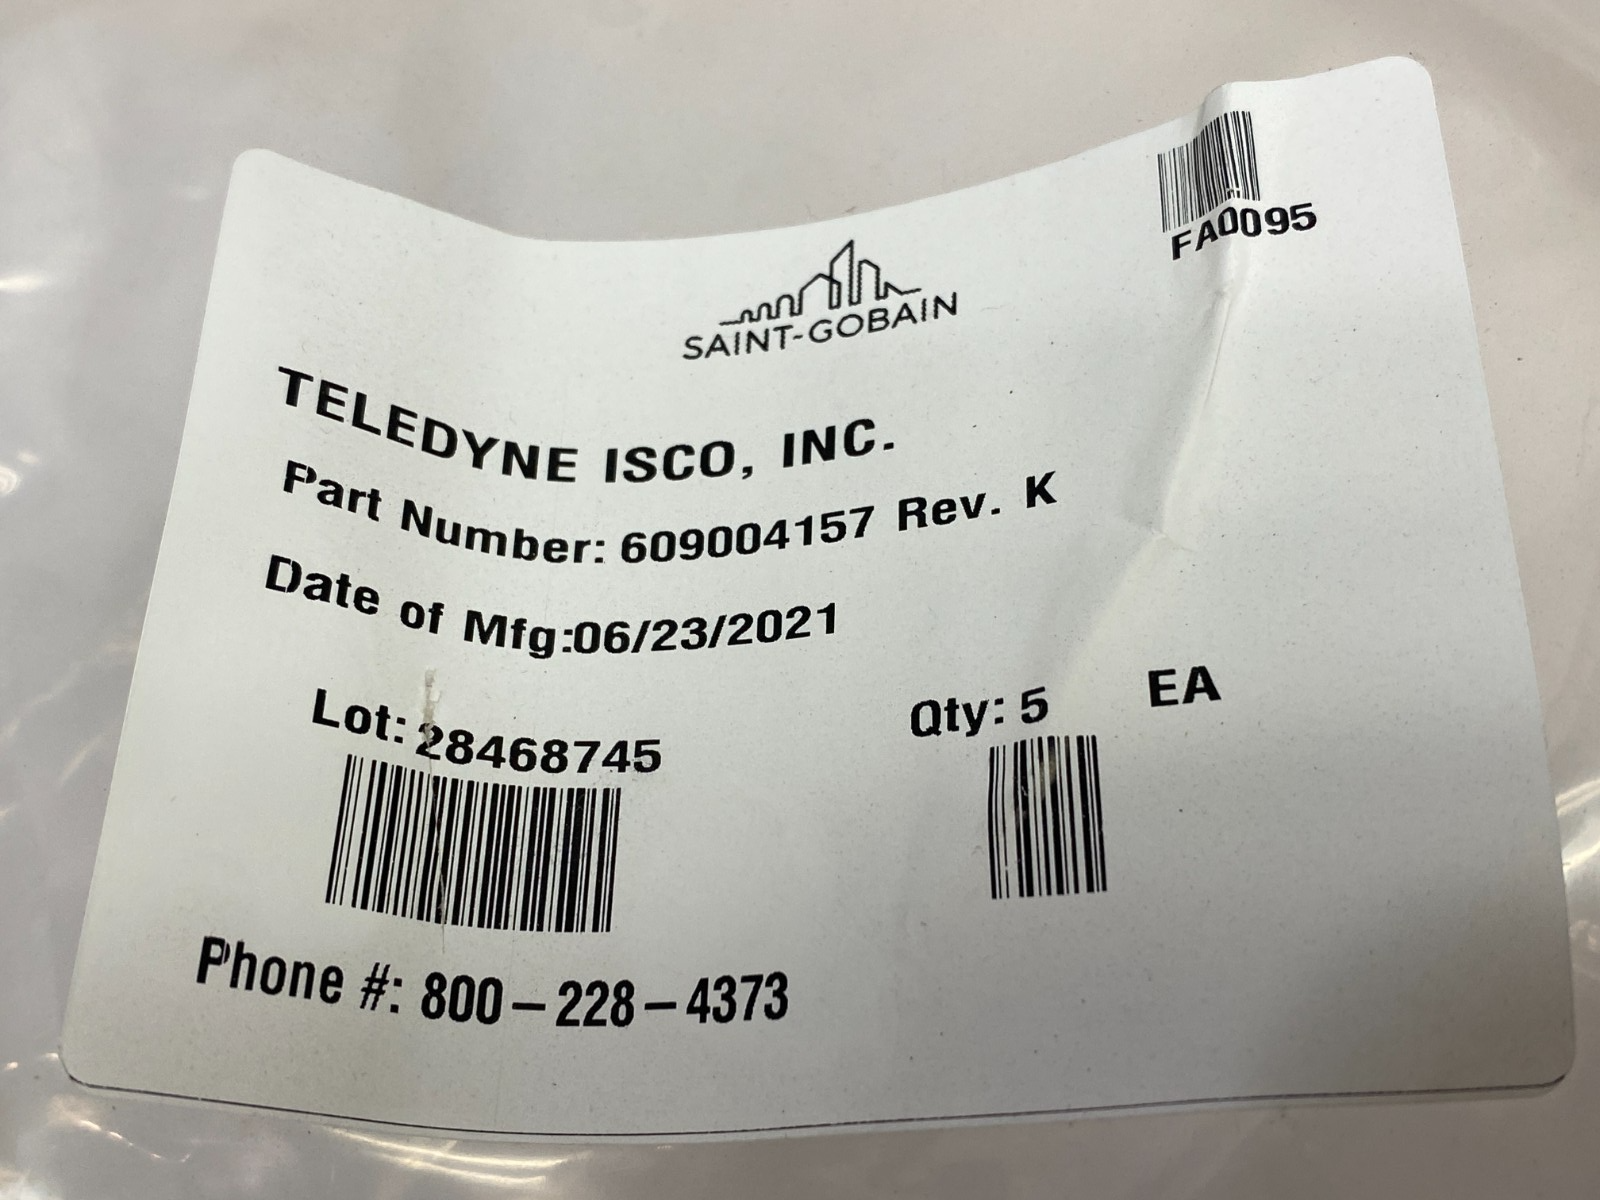 FA0095
SAINT-GOBAIN
TELEDYNE ISCO, INC.
Part Number: 609004157 Rev. K
Date of Mfg:06/23/2021
Lot: 28468745 Qty: 5 EA
Phone #: 800-228-4373